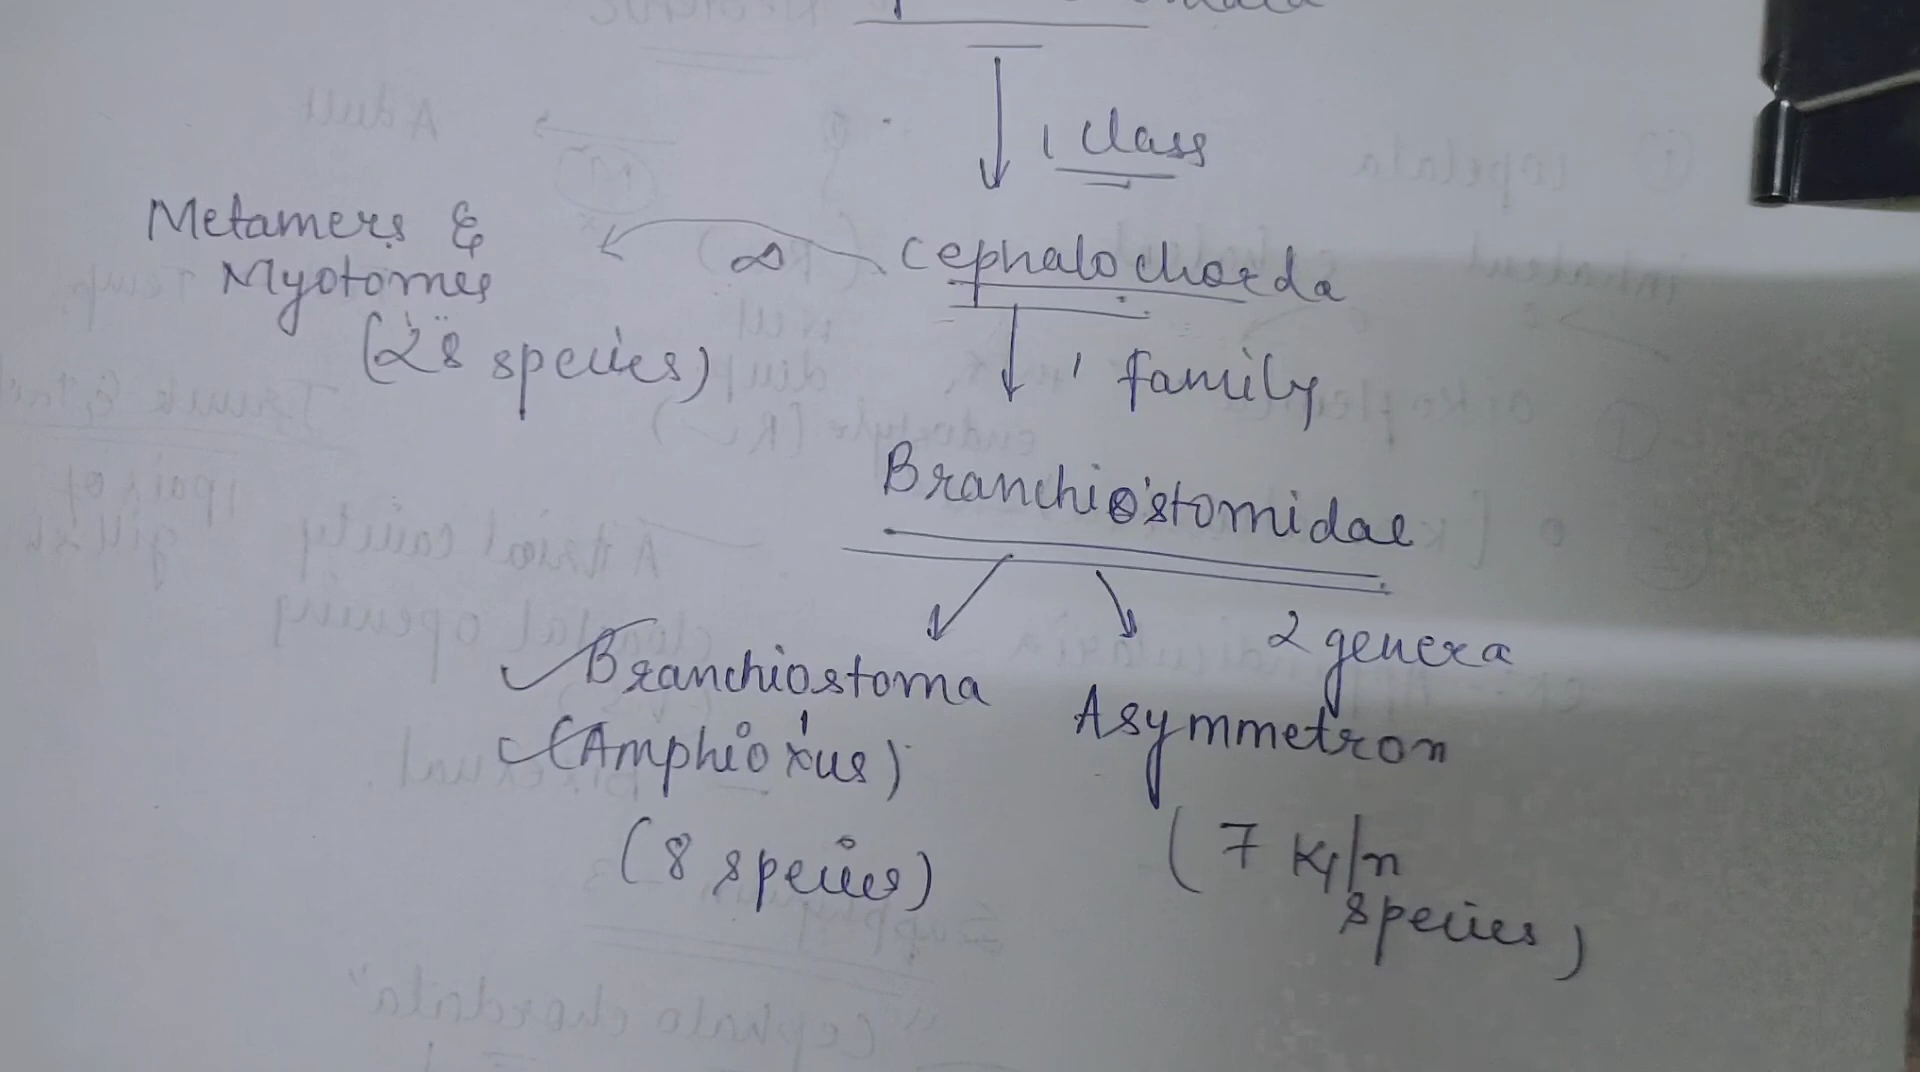 1 class
Metamers &
Myotomes
(28 species)
Cephalochorda
1 family
Branchiostomidae
2 genera
Branchiostoma
(Amphioxus)
(8 species)
Asymmetron
(7 K/n
species)